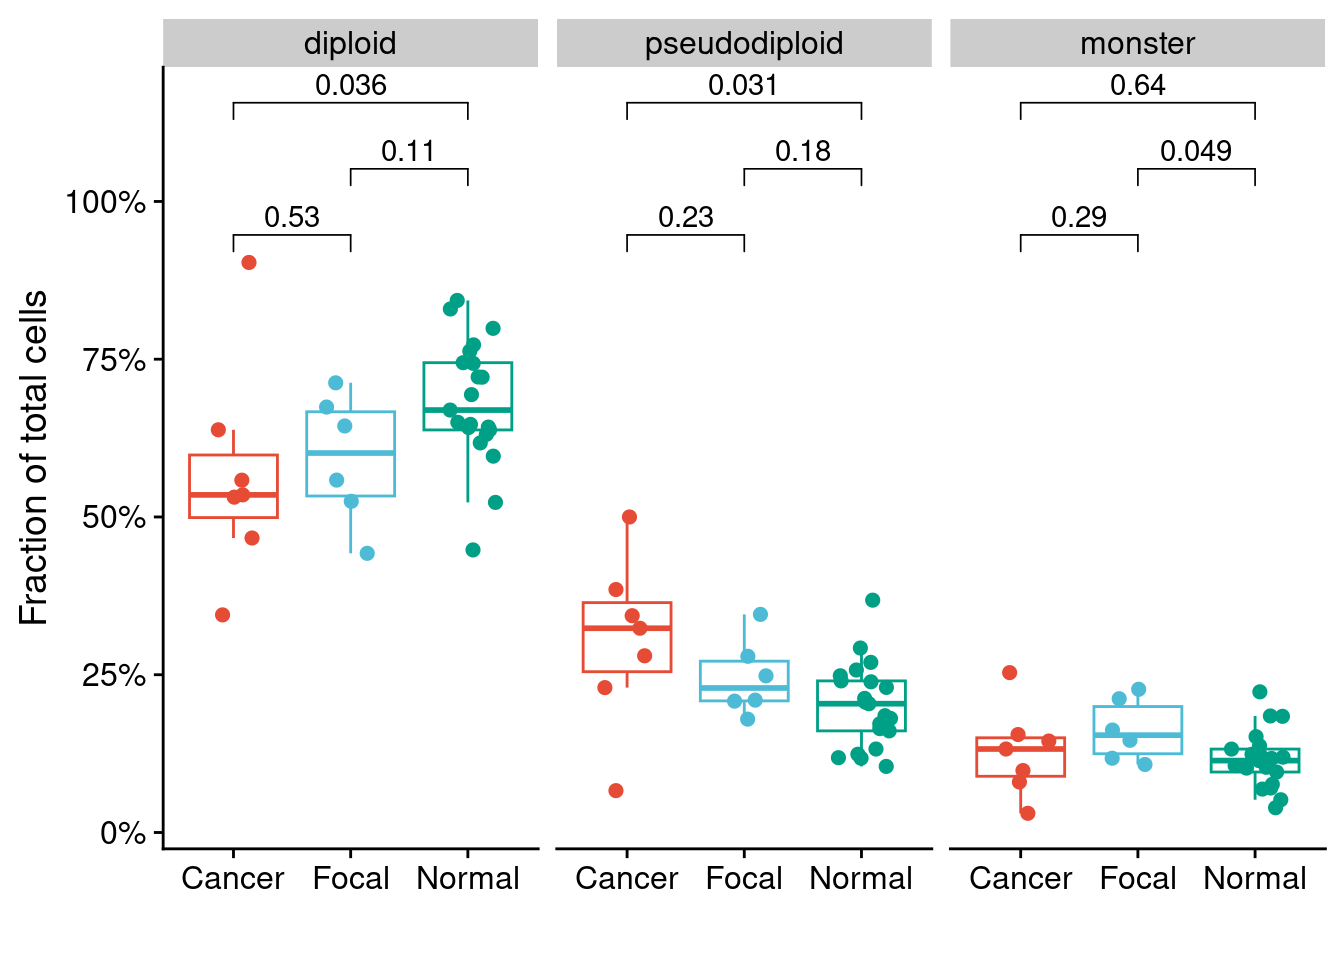 diploid pseudodiploid monster
0.036 0.031 0.64
0.11 0.18 0.049
0.53 0.23 0.29
100%
75%
50%
25%
0%
Fraction of total cells
Cancer Focal Normal Cancer Focal Normal Cancer Focal Normal